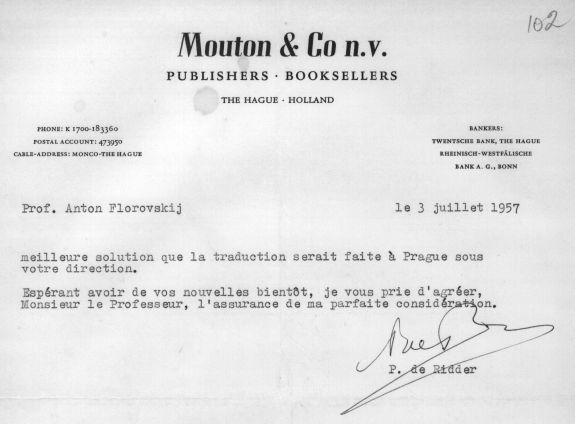 102
Mouton & Co n.v.
PUBLISHERS · BOOKSELLERS
THE HAGUE · HOLLAND
PHONE: K 1700-183360
POSTAL ACCOUNT: 473950
CABLE-ADDRESS: MONCO-THE HAGUE
BANKERS:
TWENTSCHE BANK, THE HAGUE
RHEINISCH-WESTFÄLISCHE
BANK A. G., BONN
Prof. Anton Florovskij le 3 juillet 1957
meilleure solution que la traduction serait faite à Prague sous
votre direction.
Espérant avoir de vos nouvelles bientôt, je vous prie d'agréer,
Monsieur le Professeur, l'assurance de ma parfaite considération.
P. de Ridder